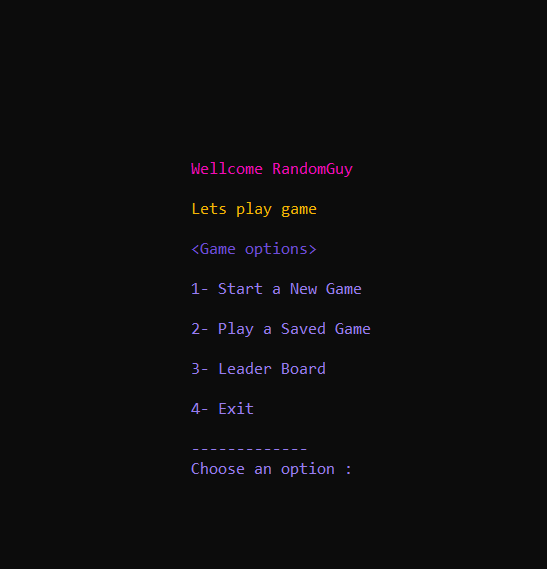 Wellcome RandomGuy
Lets play game
<Game options>
1- Start a New Game
2- Play a Saved Game
3- Leader Board
4- Exit
-------------
Choose an option :